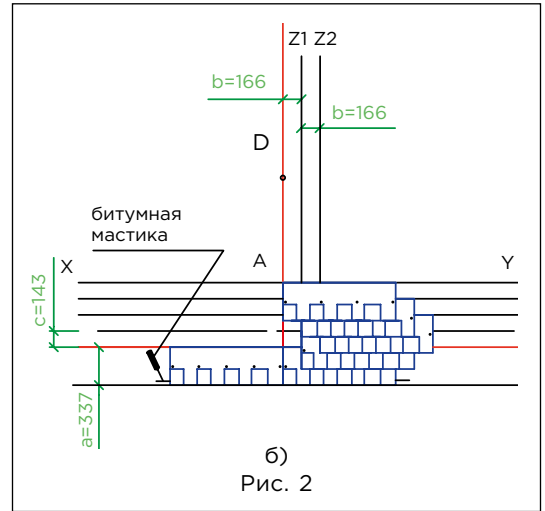 Z1 Z2
b=166
b=166
D
битумная
мастика
X
A
Y
c=143
a=337
б)
Рис. 2